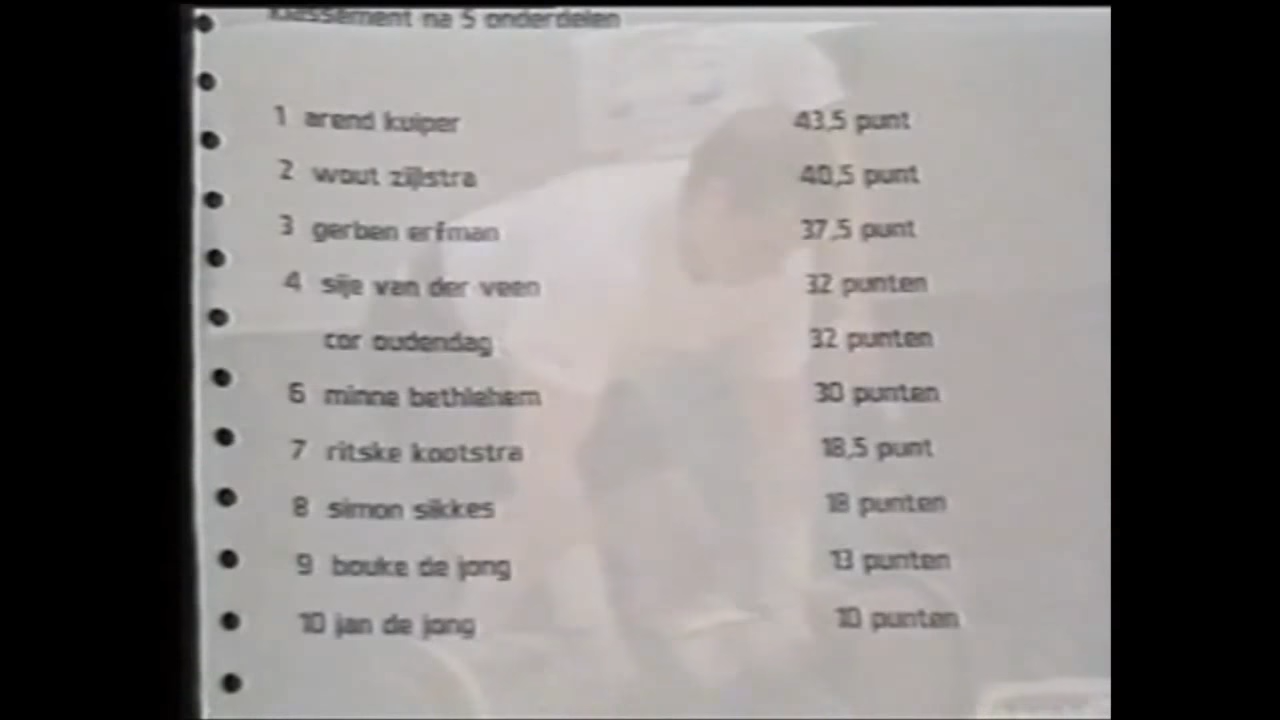 klassement na 5 onderdelen
1 arend kuiper 43,5 punt
2 wout zijlstra 40,5 punt
3 gerben erfman 37,5 punt
4 sije van der veen 32 punten
cor oudendag 32 punten
6 minne bethlehem 30 punten
7 ritske kootstra 18,5 punt
8 simon sikkes 18 punten
9 bouke de jong 13 punten
10 jan de jong 10 punten